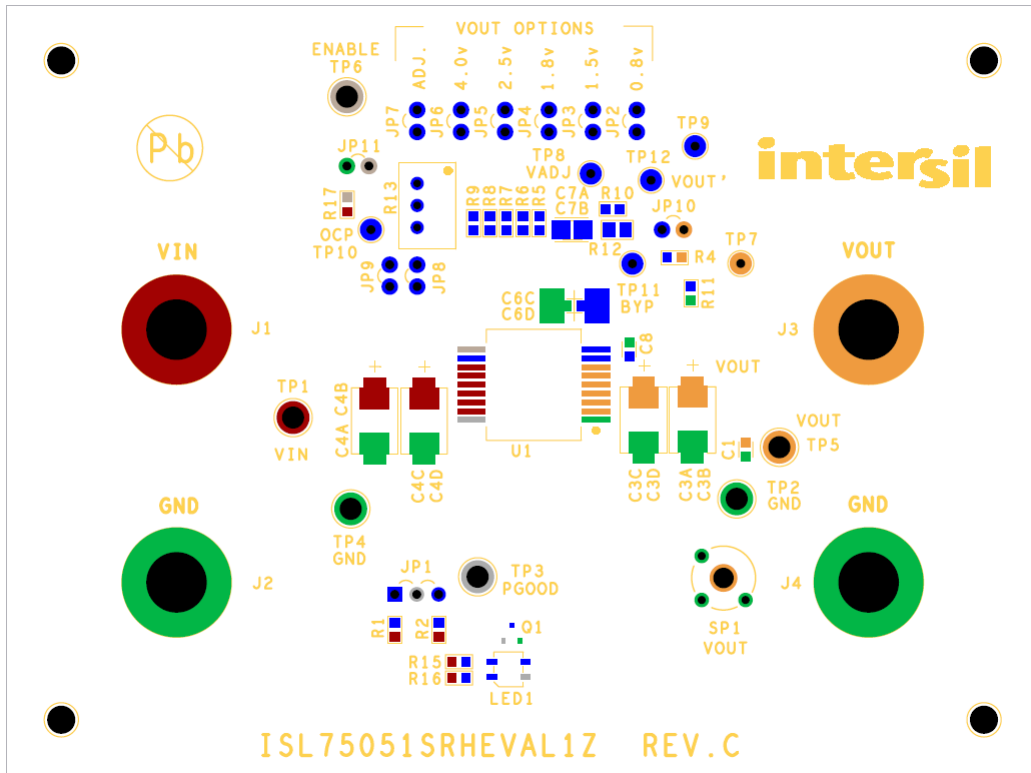 VOUT OPTIONS
ENABLE
TP6
ADJ.
4.0v
2.5v
1.8v
1.5v
0.8v
JP7
JP6
JP5
JP4
JP3
JP2
TP9
Pb
JP11
TP8
VADJ
TP12
VOUT'
intersil
R17
R13
R9
R8
R7
R6
R5
C7A
C7B
R10
JP10
OCP
TP10
R12
VIN
JP9
JP8
R4
TP7
VOUT
TP11
BYP
R11
C6C
C6D
J1
J3
C8
TP1
VIN
C4A C4B
C4C
C4D
U1
VOUT
C3C
C3D
C3A
C3B
C1
VOUT
TP5
GND
TP4
GND
TP2
GND
GND
J2
JP1
TP3
PGOOD
J4
R1
R2
Q1
SP1
VOUT
R15
R16
LED1
ISL75051SRHEVAL1Z REV.C